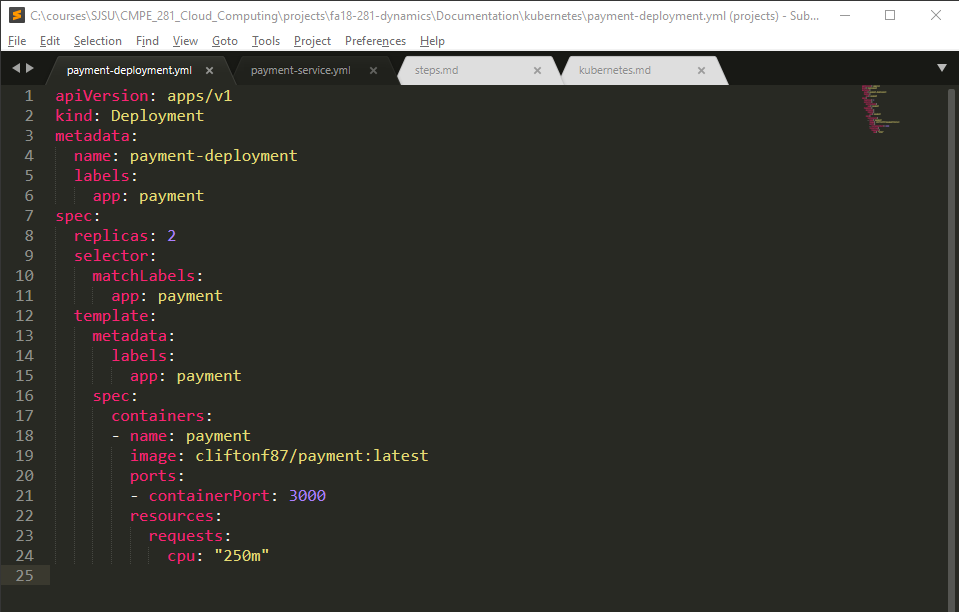 C:\courses\SJSU\CMPE_281_Cloud_Computing\projects\fa18-281-dynamics\Documentation\kubernetes\payment-deployment.yml (projects) - Sub...
File Edit Selection Find View Goto Tools Project Preferences Help
payment-deployment.yml payment-service.yml steps.md kubernetes.md
1 apiVersion: apps/v1
2 kind: Deployment
3 metadata:
4   name: payment-deployment
5   labels:
6     app: payment
7 spec:
8   replicas: 2
9   selector:
10     matchLabels:
11       app: payment
12   template:
13     metadata:
14       labels:
15         app: payment
16     spec:
17       containers:
18       - name: payment
19         image: cliftonf87/payment:latest
20         ports:
21         - containerPort: 3000
22         resources:
23           requests:
24             cpu: "250m"
25